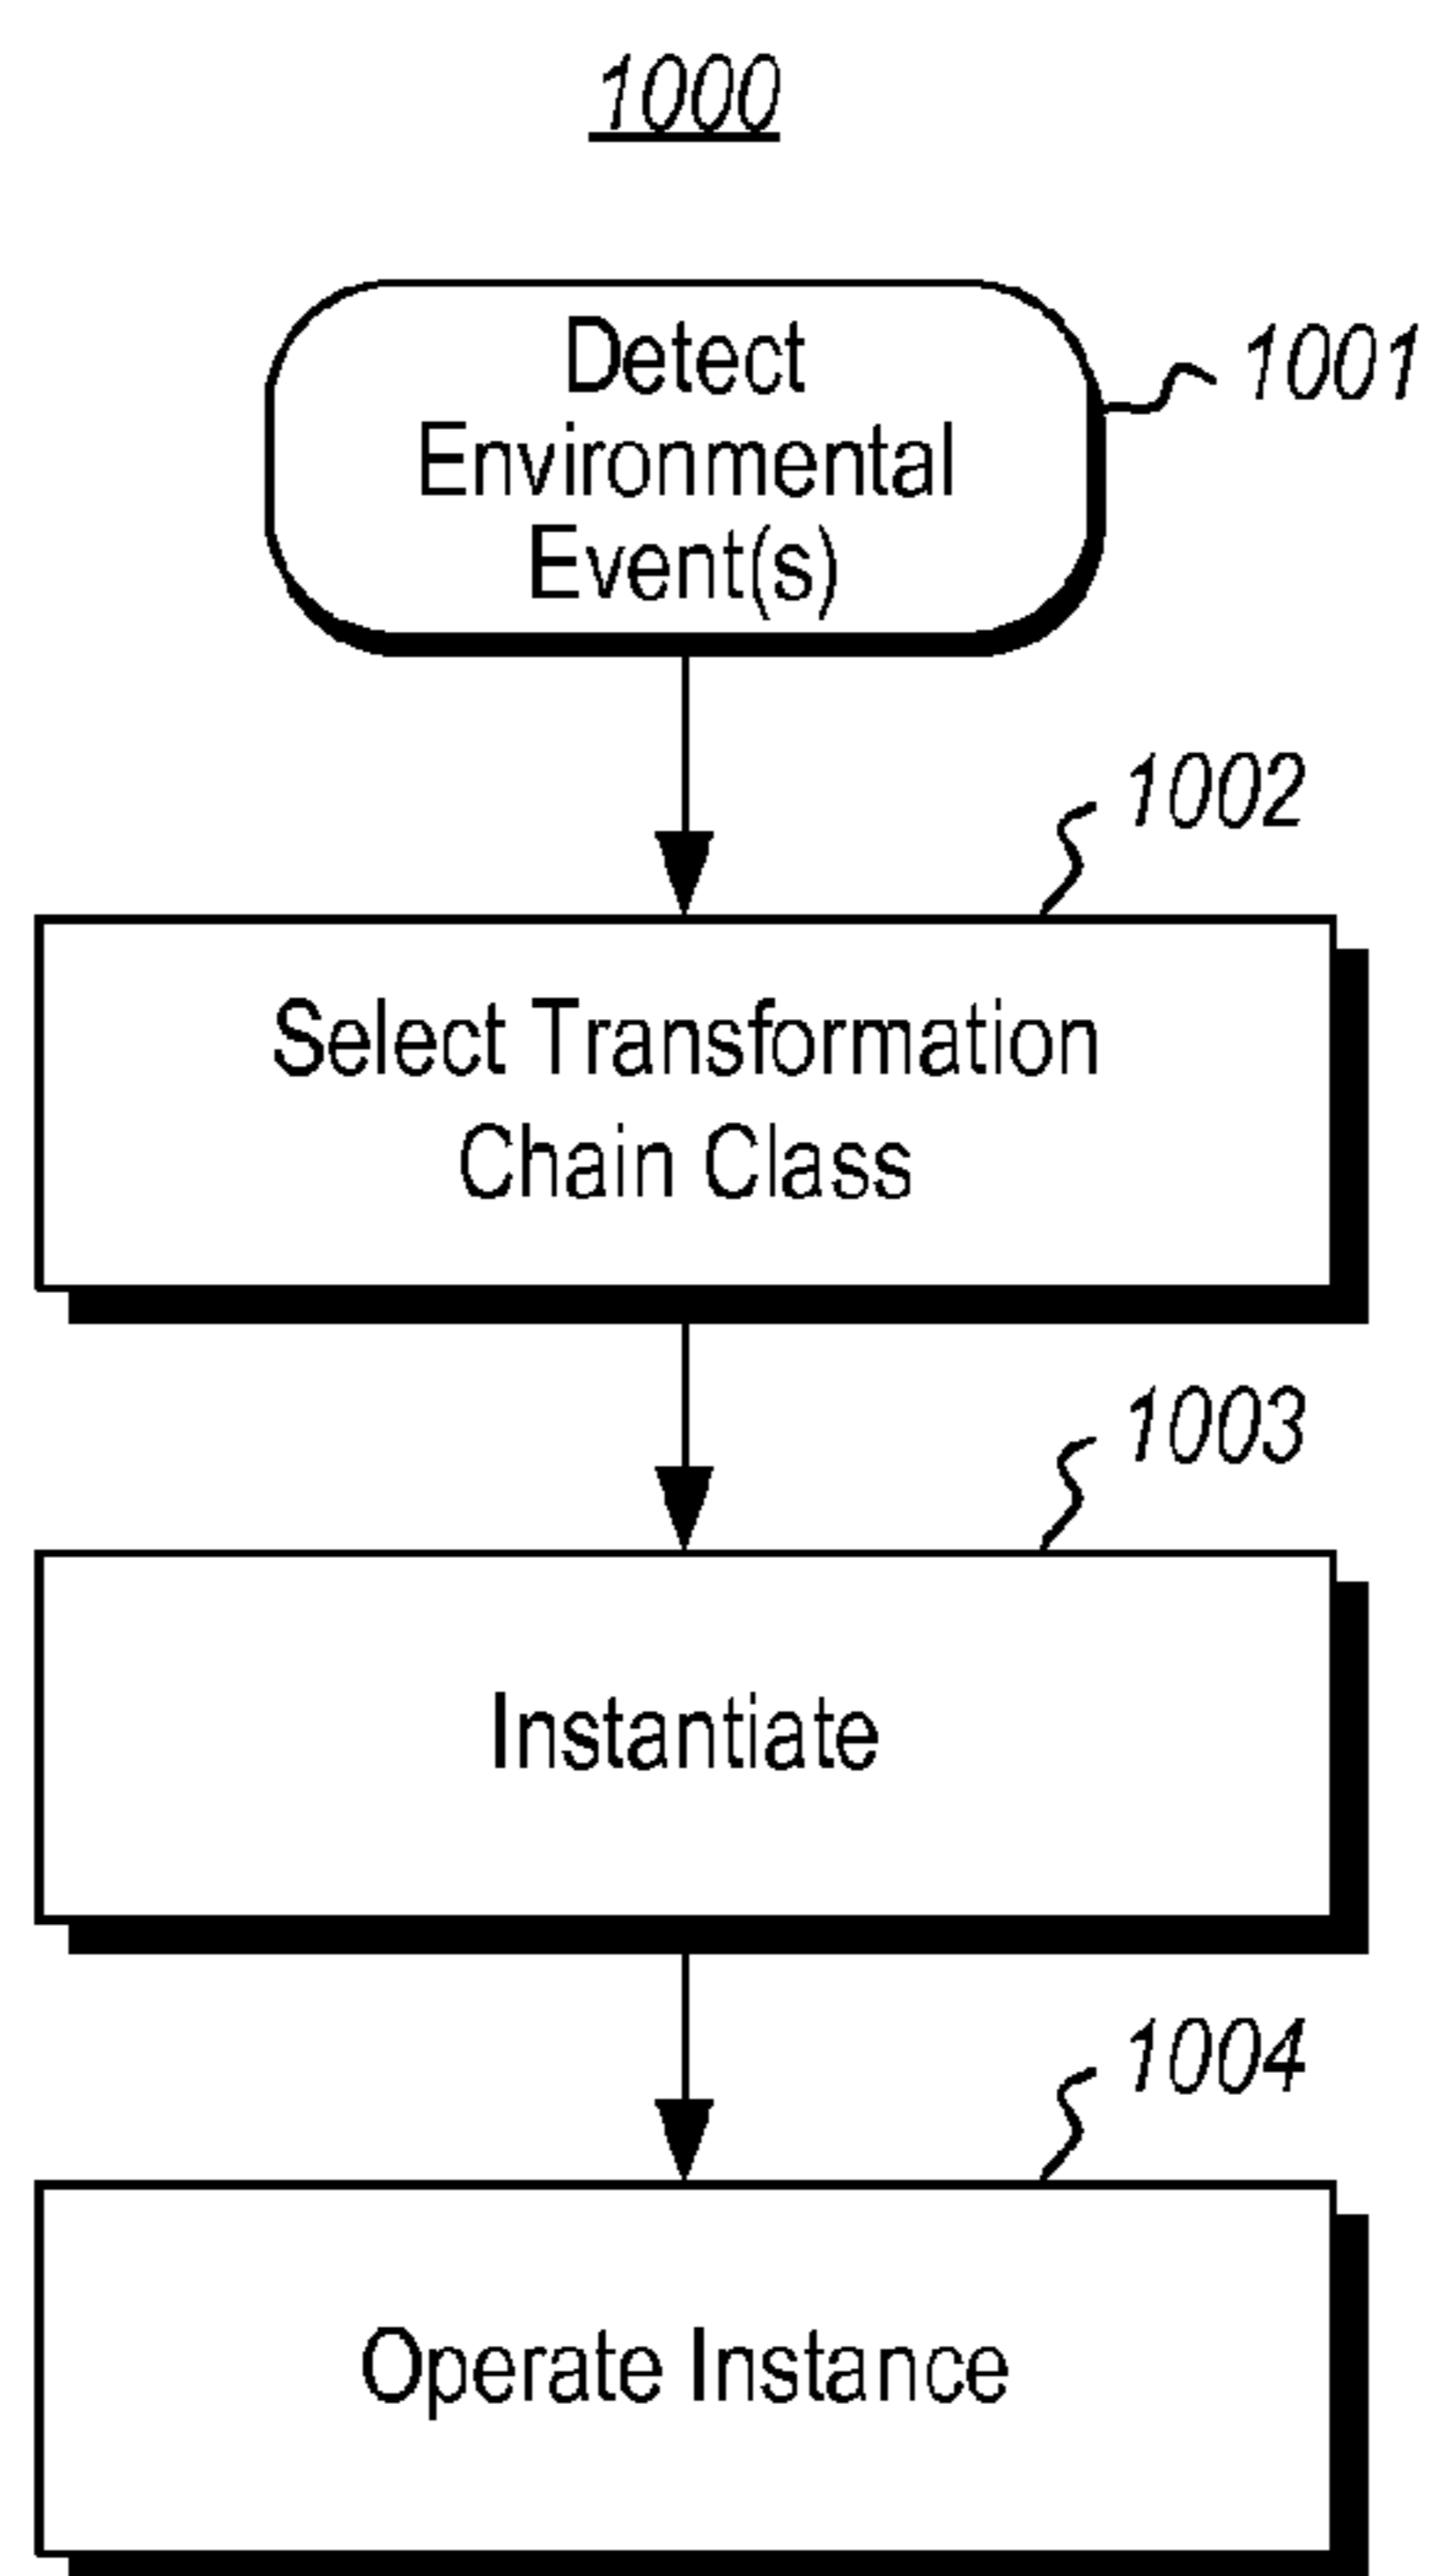 1000
Detect
Environmental
Event(s)
1001
1002
Select Transformation
Chain Class
1003
Instantiate
1004
Operate Instance